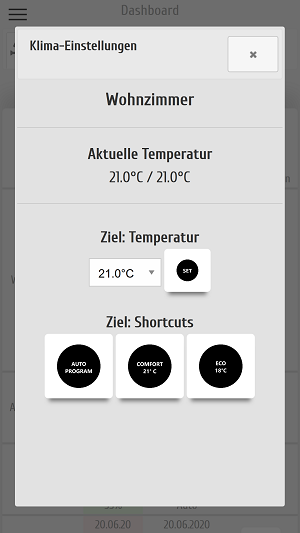 Dashboard
Klima-Einstellungen
Wohnzimmer
Aktuelle Temperatur
21.0°C / 21.0°C
Ziel: Temperatur
21.0°C
SET
Ziel: Shortcuts
AUTO
PROGRAM
COMFORT
21° C
ECO
18°C
20.06.20
20.06.2020